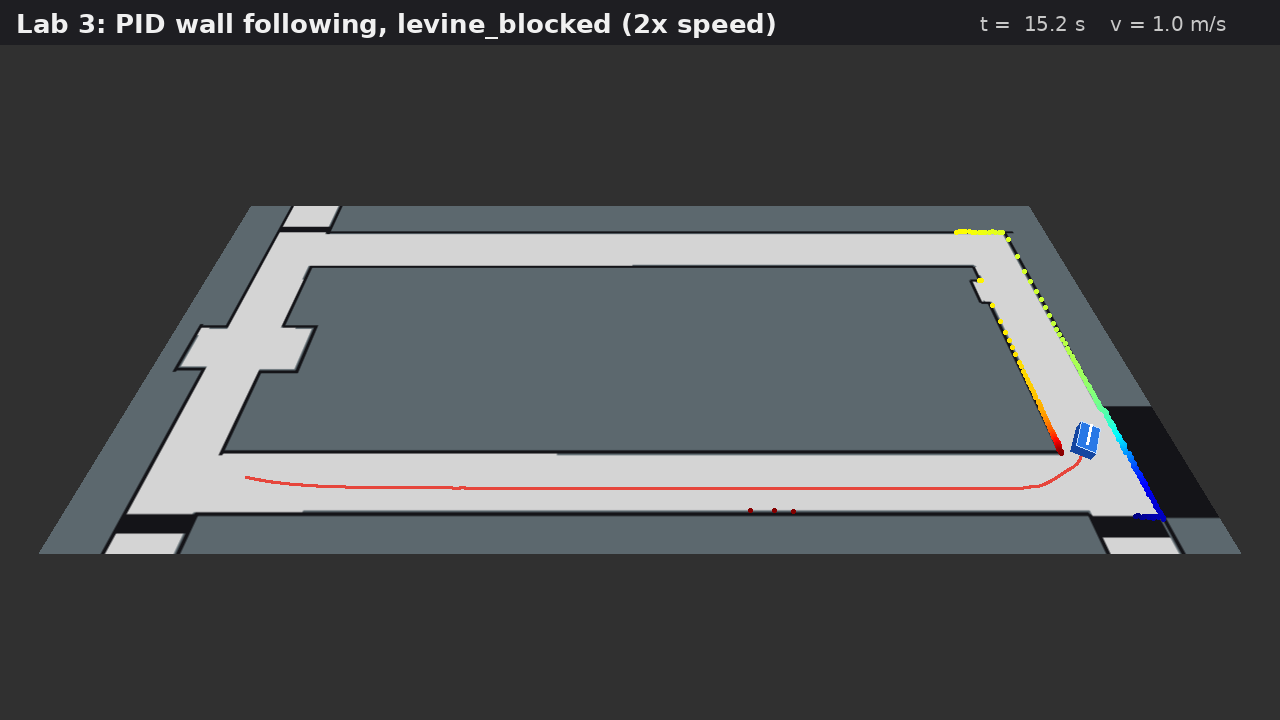 Lab 3: PID wall following, levine_blocked (2x speed)
t = 15.2 s v = 1.0 m/s